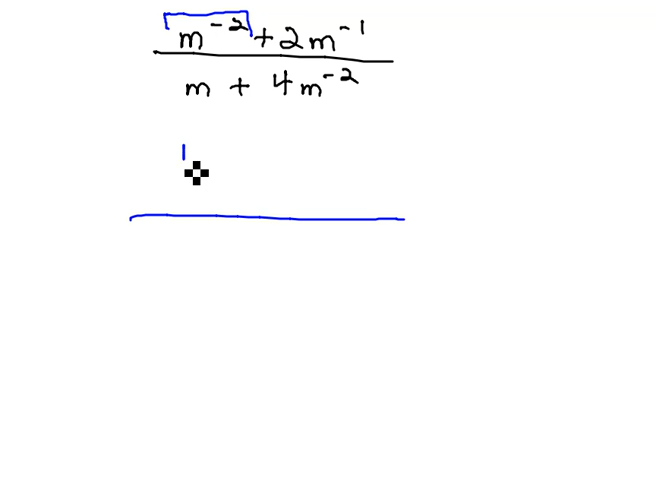 m⁻² + 2m⁻¹
m + 4m⁻²
1